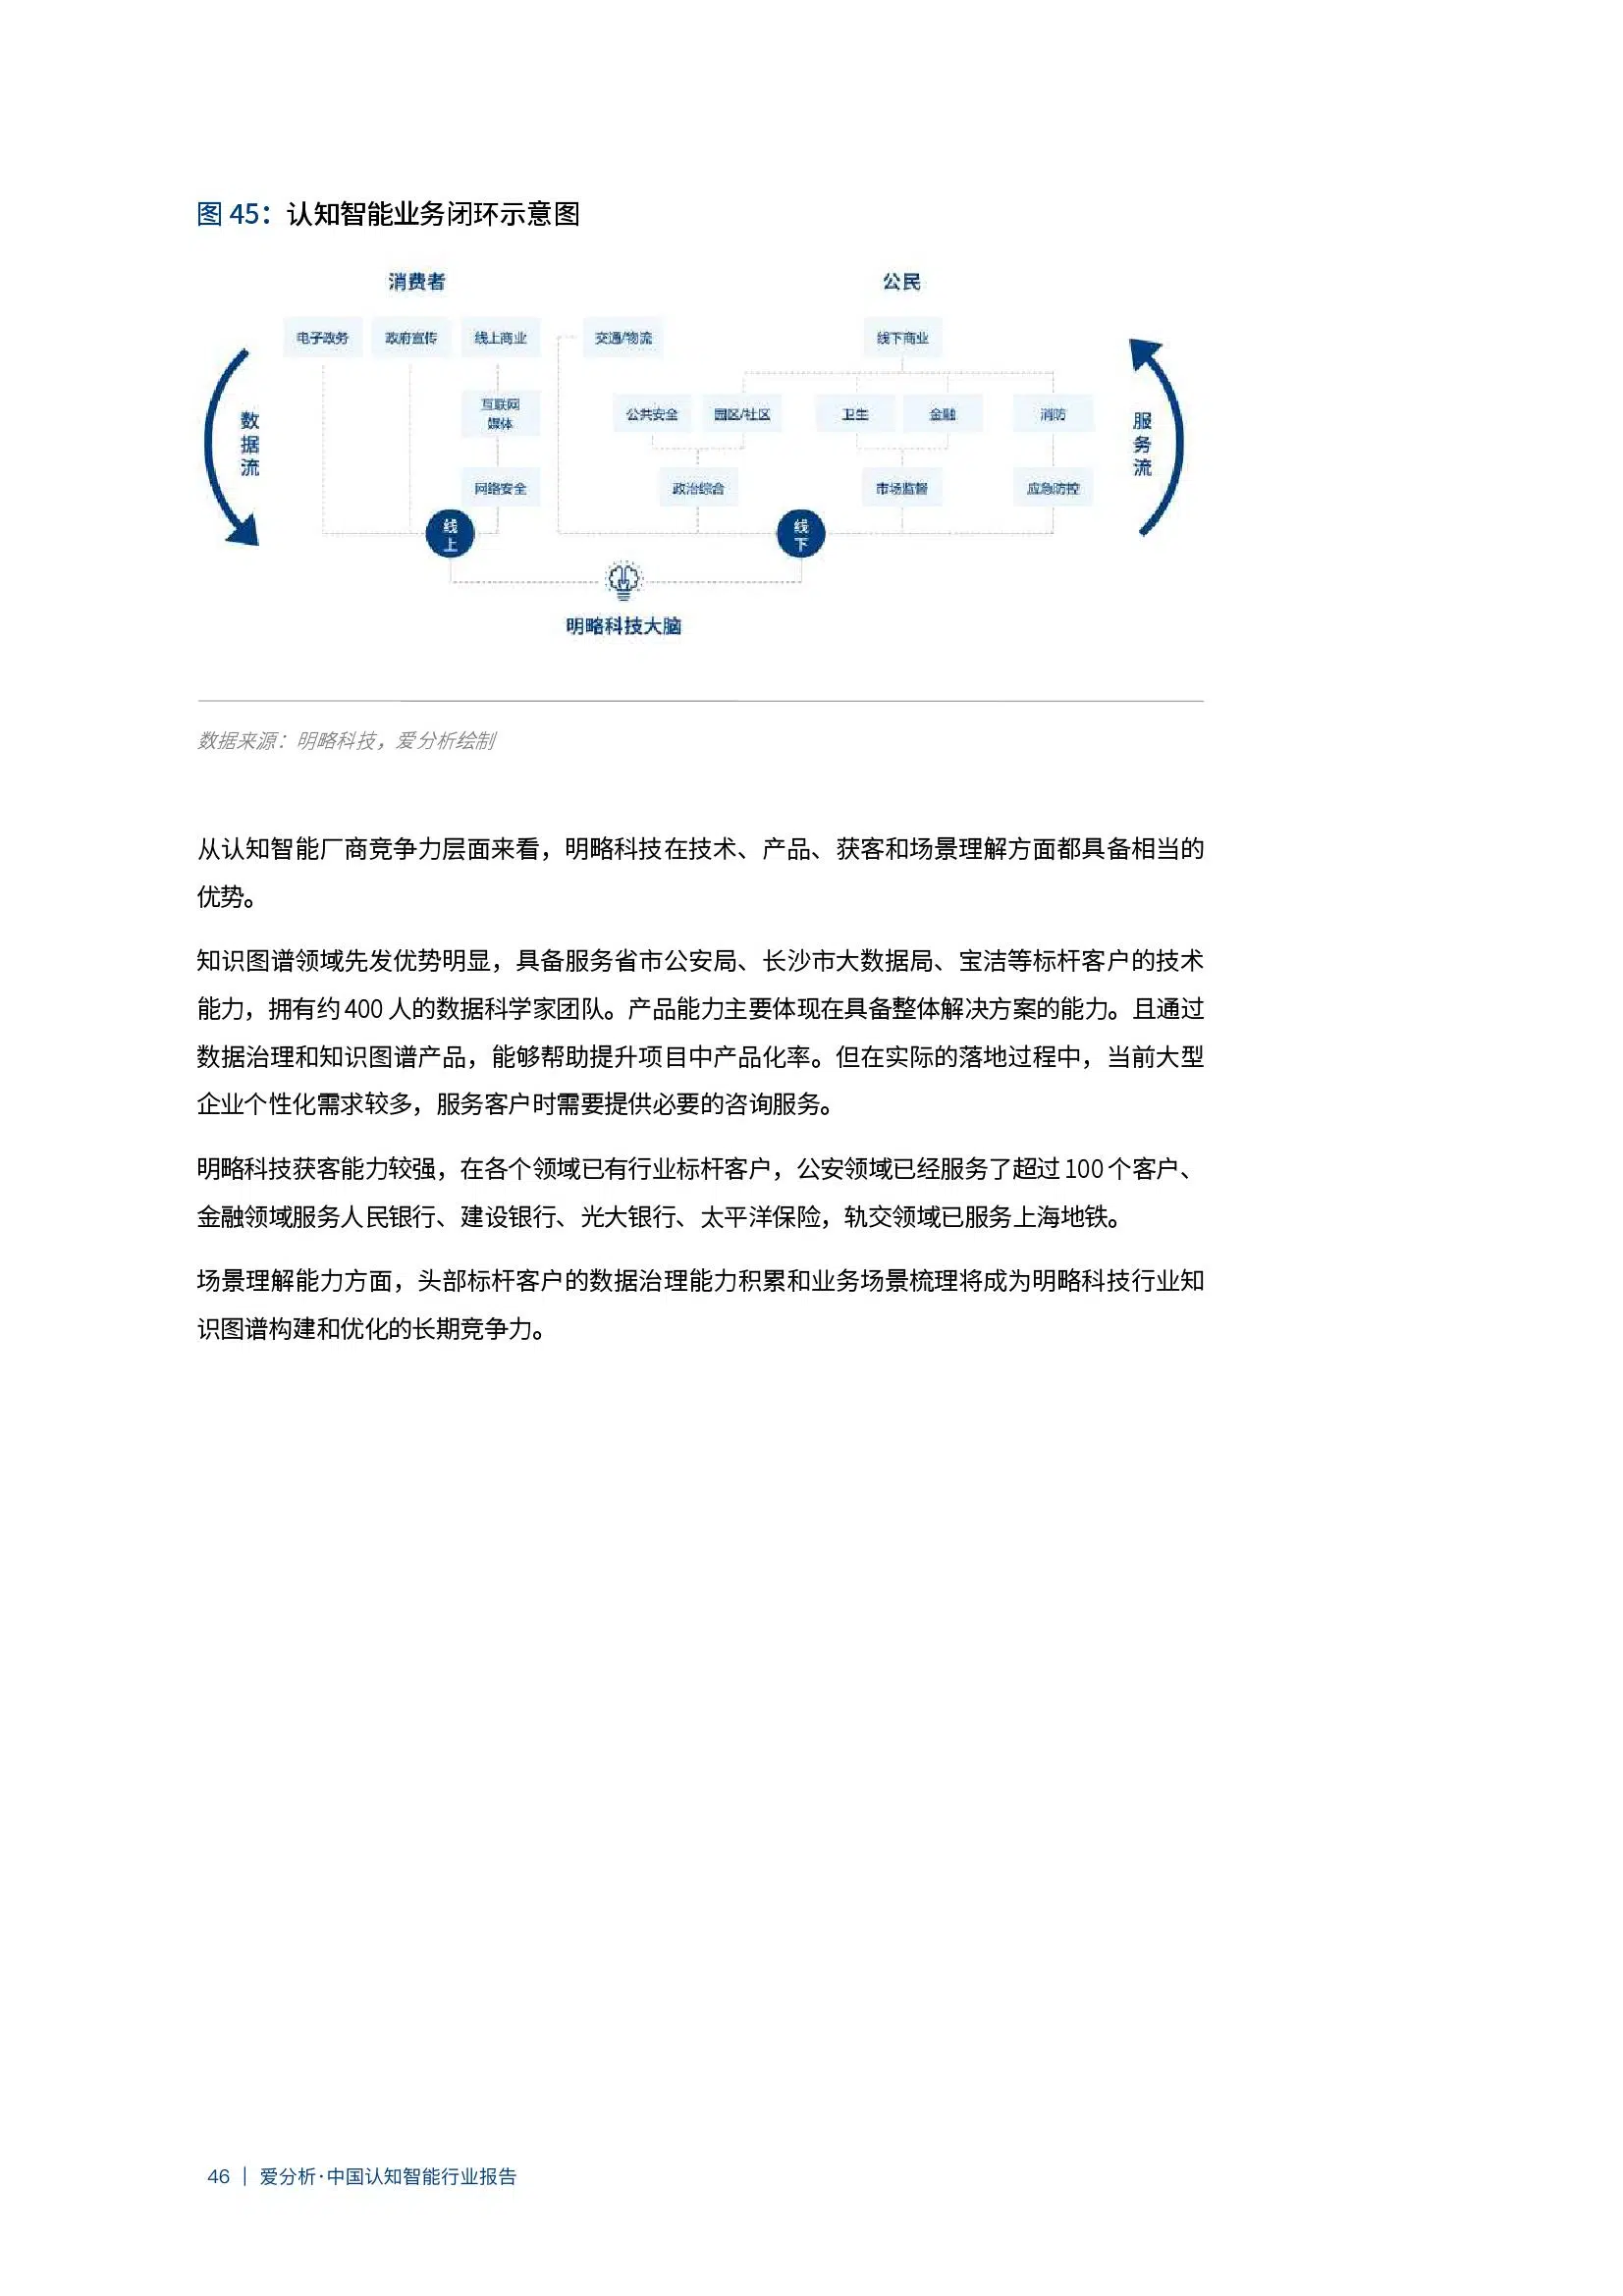 图 45：认知智能业务闭环示意图
消费者
公民
电子政务
政府宣传
线上商业
交通/物流
线下商业
互联网
媒体
公共安全
园区/社区
卫生
金融
消防
数据流
服务流
网络安全
政治综合
市场监督
应急防控
线上
线下
明略科技大脑
数据来源：明略科技，爱分析绘制
从认知智能厂商竞争力层面来看，明略科技在技术、产品、获客和场景理解方面都具备相当的
优势。
知识图谱领域先发优势明显，具备服务省市公安局、长沙市大数据局、宝洁等标杆客户的技术
能力，拥有约 400 人的数据科学家团队。产品能力主要体现在具备整体解决方案的能力。且通过
数据治理和知识图谱产品，能够帮助提升项目中产品化率。但在实际的落地过程中，当前大型
企业个性化需求较多，服务客户时需要提供必要的咨询服务。
明略科技获客能力较强，在各个领域已有行业标杆客户，公安领域已经服务了超过 100 个客户、
金融领域服务人民银行、建设银行、光大银行、太平洋保险，轨交领域已服务上海地铁。
场景理解能力方面，头部标杆客户的数据治理能力积累和业务场景梳理将成为明略科技行业知
识图谱构建和优化的长期竞争力。
46 | 爱分析·中国认知智能行业报告